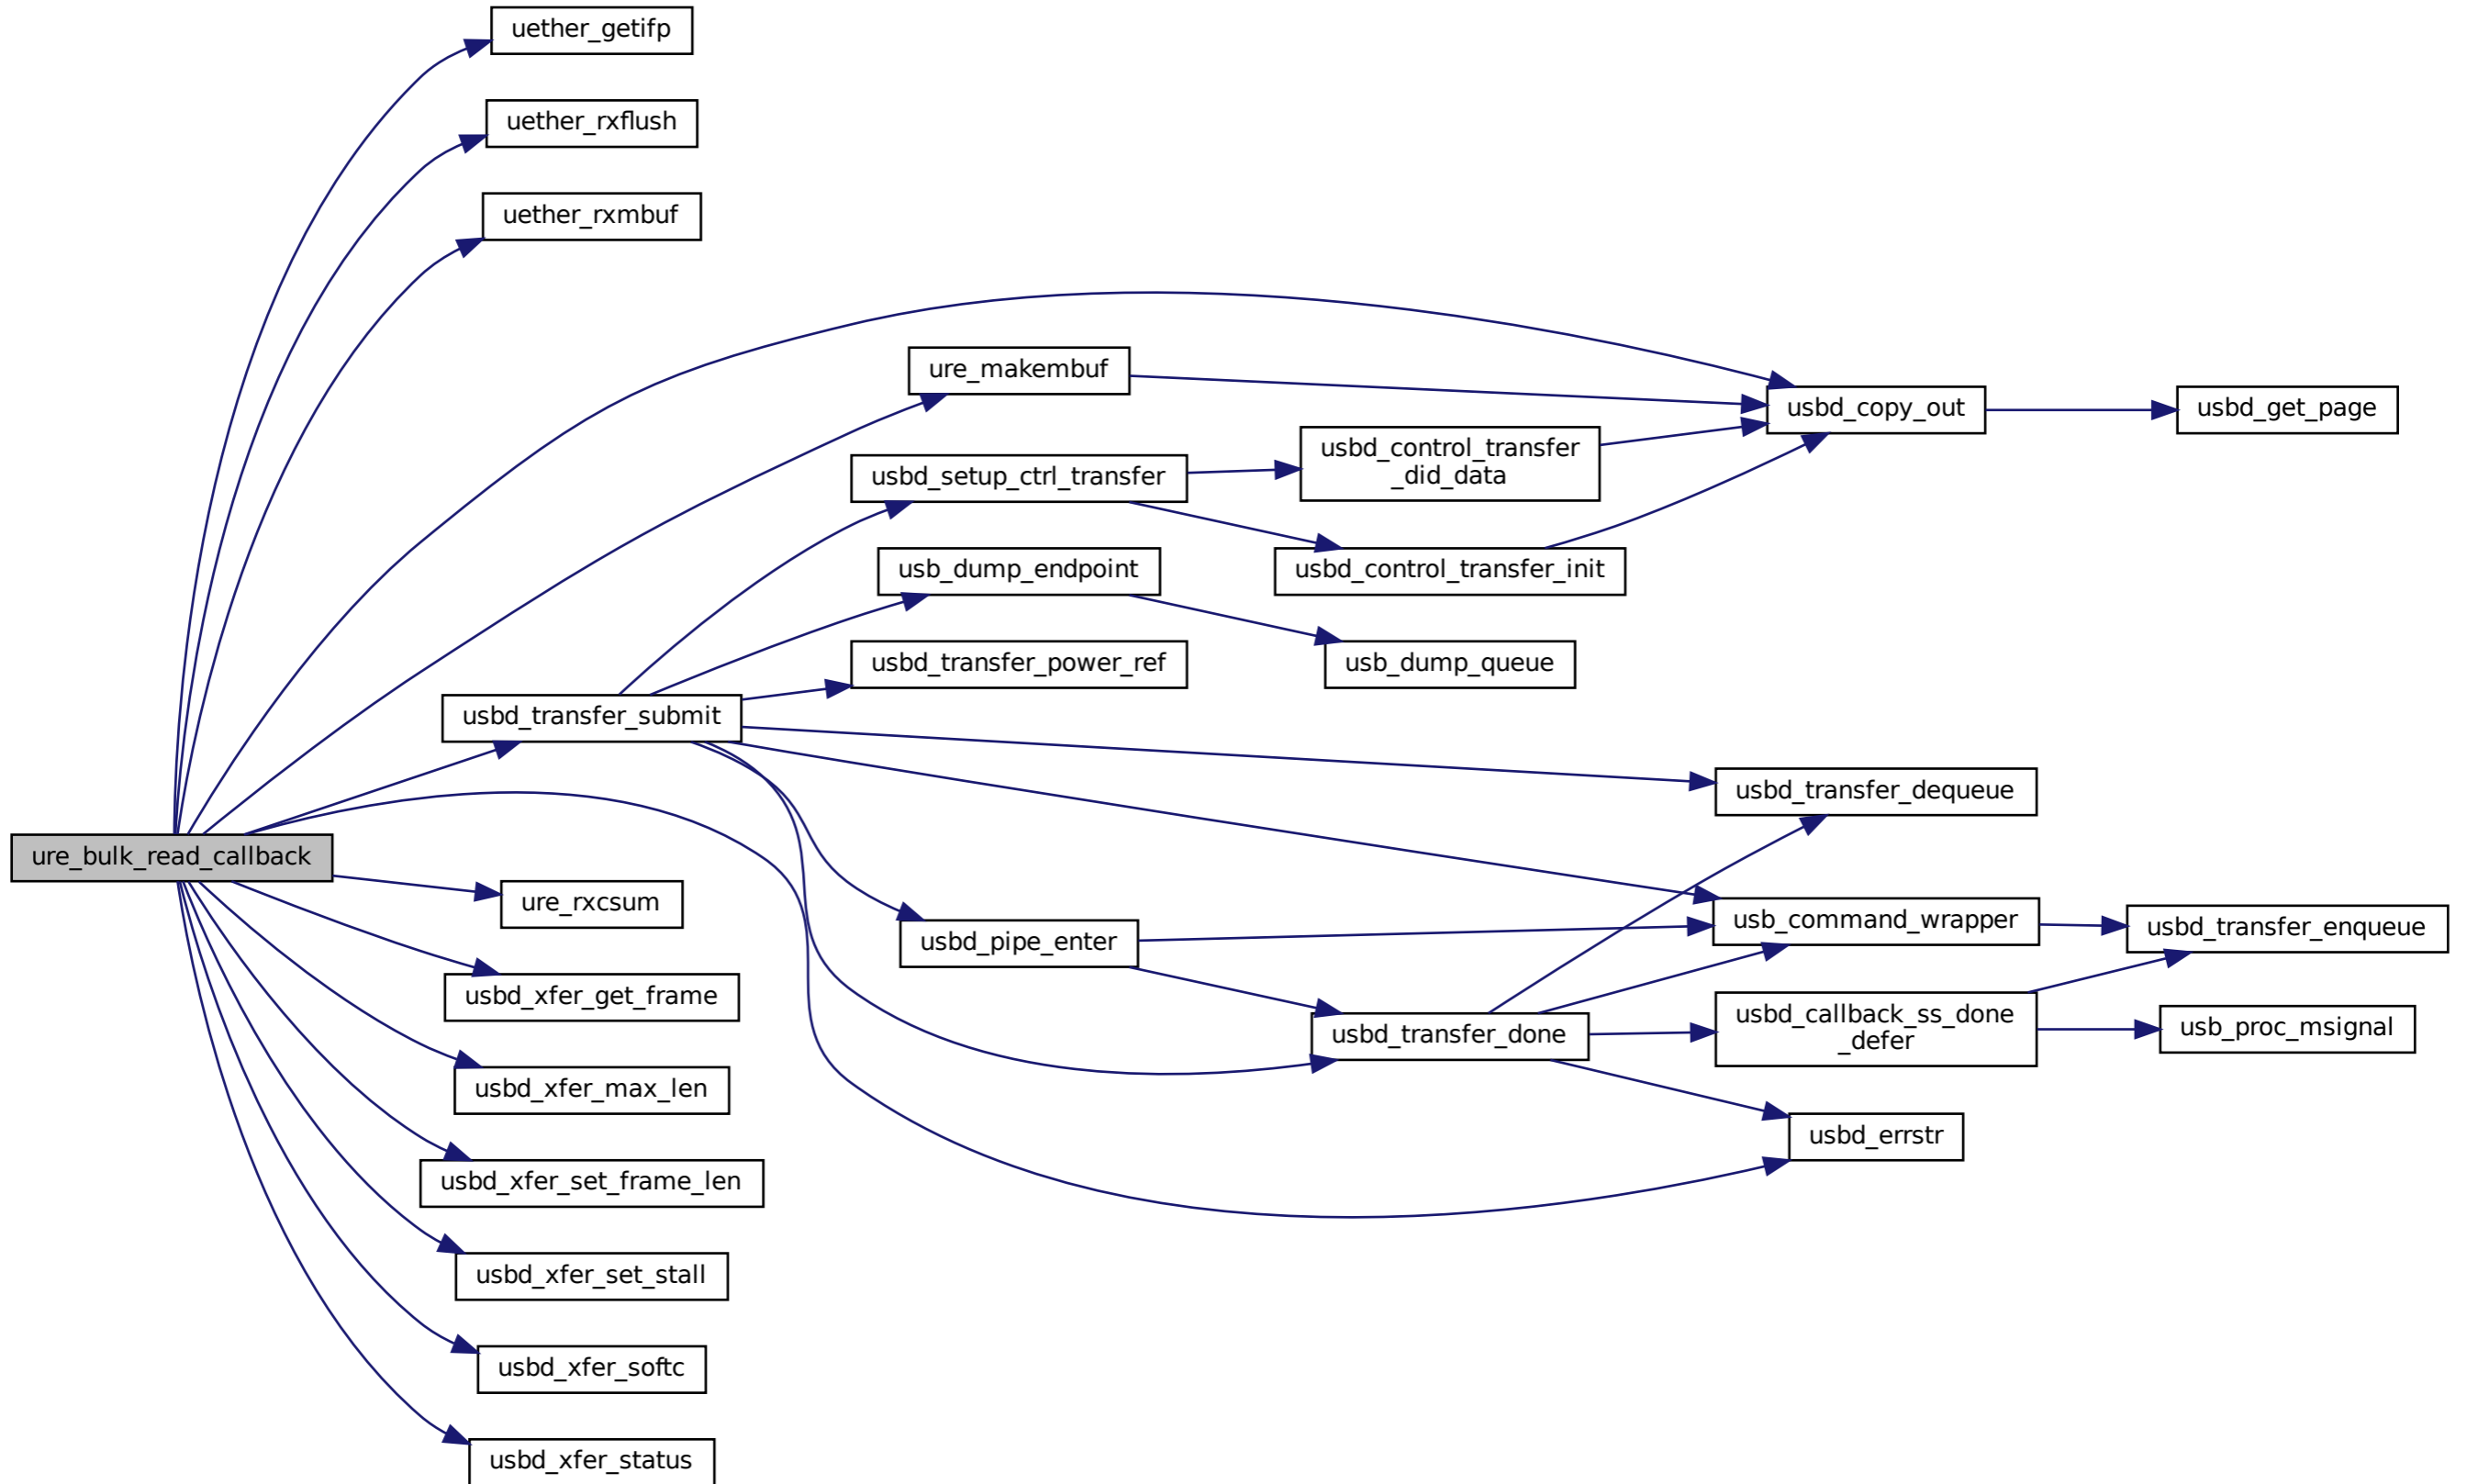 uether_getifp
uether_rxflush
uether_rxmbuf
ure_makembuf
usbd_copy_out
usbd_get_page
usbd_control_transfer
_did_data
usbd_setup_ctrl_transfer
usb_dump_endpoint
usbd_control_transfer_init
usbd_transfer_power_ref
usb_dump_queue
usbd_transfer_submit
usbd_transfer_dequeue
ure_bulk_read_callback
ure_rxcsum
usbd_pipe_enter
usb_command_wrapper
usbd_transfer_enqueue
usbd_xfer_get_frame
usbd_transfer_done
usbd_callback_ss_done
_defer
usb_proc_msignal
usbd_xfer_max_len
usbd_errstr
usbd_xfer_set_frame_len
usbd_xfer_set_stall
usbd_xfer_softc
usbd_xfer_status